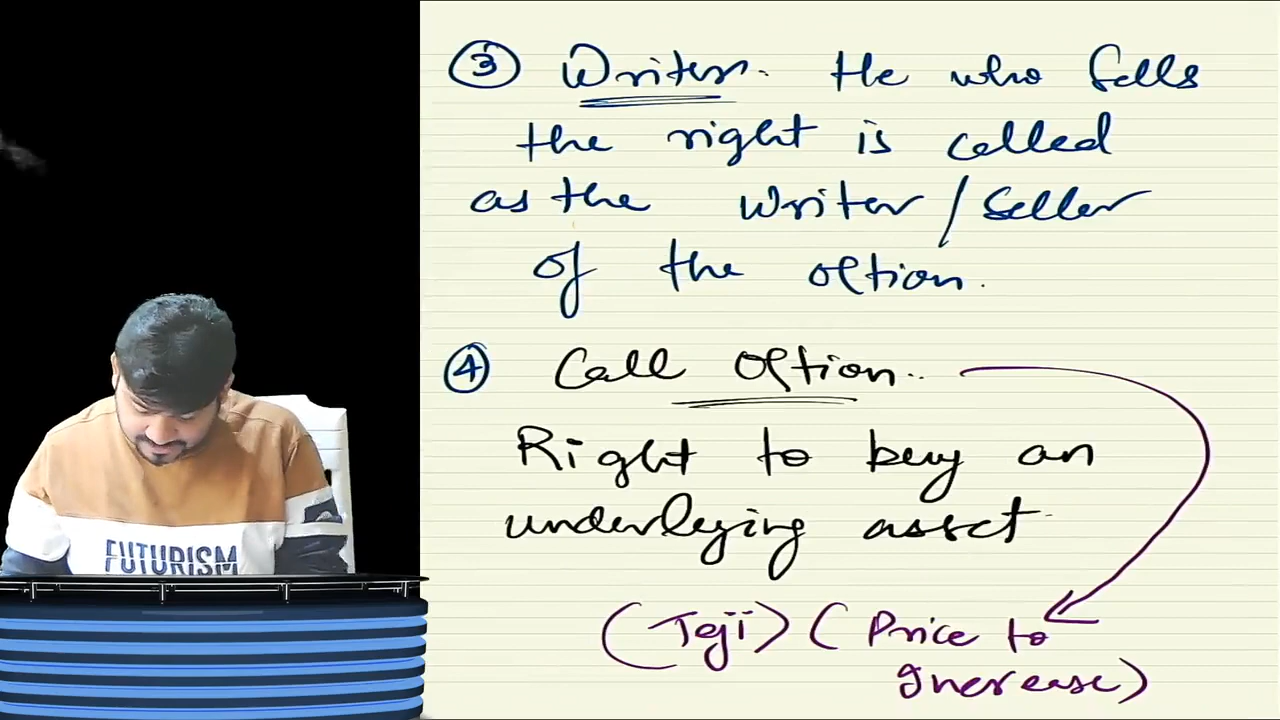 ③ Writer. He who Sells
the right is called
as the Writer/Seller
of the option.
④ Call Option..
Right to buy an
underlying asset
(Teji) (Price to
Increase)
FUTURISM